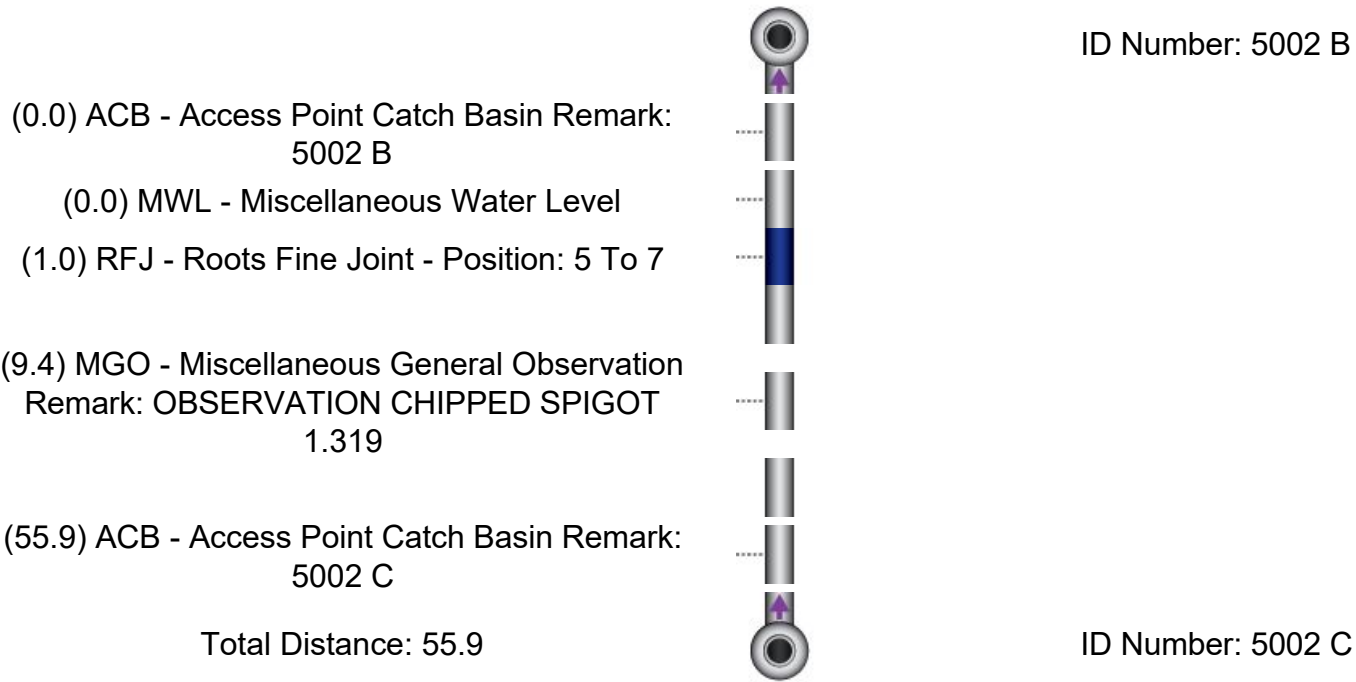 ID Number: 5002 B
(0.0) ACB - Access Point Catch Basin Remark:
5002 B
(0.0) MWL - Miscellaneous Water Level
(1.0) RFJ - Roots Fine Joint - Position: 5 To 7
(9.4) MGO - Miscellaneous General Observation
Remark: OBSERVATION CHIPPED SPIGOT
1.319
(55.9) ACB - Access Point Catch Basin Remark:
5002 C
Total Distance: 55.9
ID Number: 5002 C